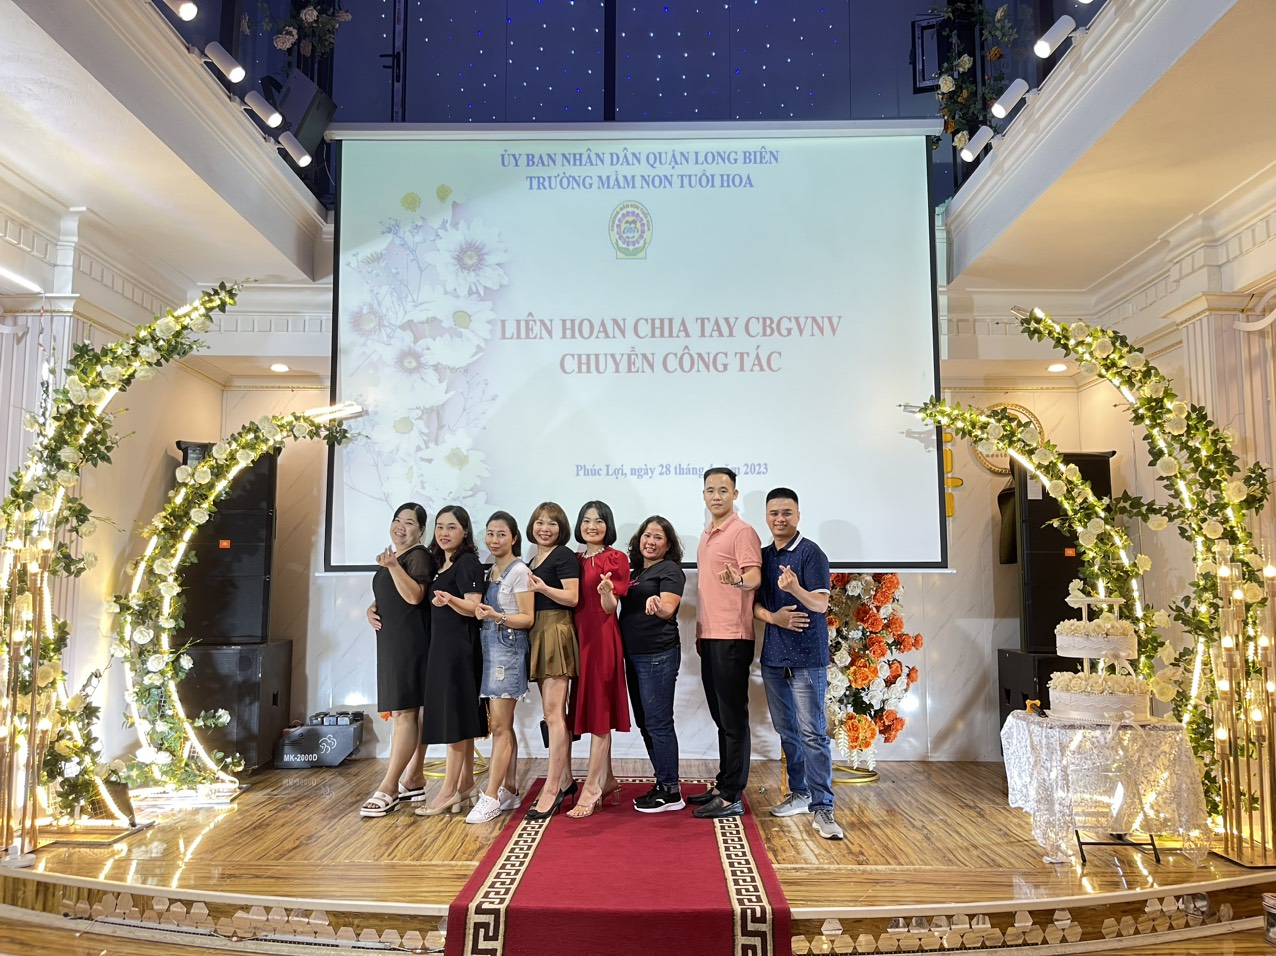 ỦY BAN NHÂN DÂN QUẬN LONG BIÊN
TRƯỜNG MẦM NON TUỔI HOA
LIÊN HOAN CHIA TAY CBGVNV
CHUYỂN CÔNG TÁC
Phúc Lợi, ngày 28 tháng 2023
MK-2000D